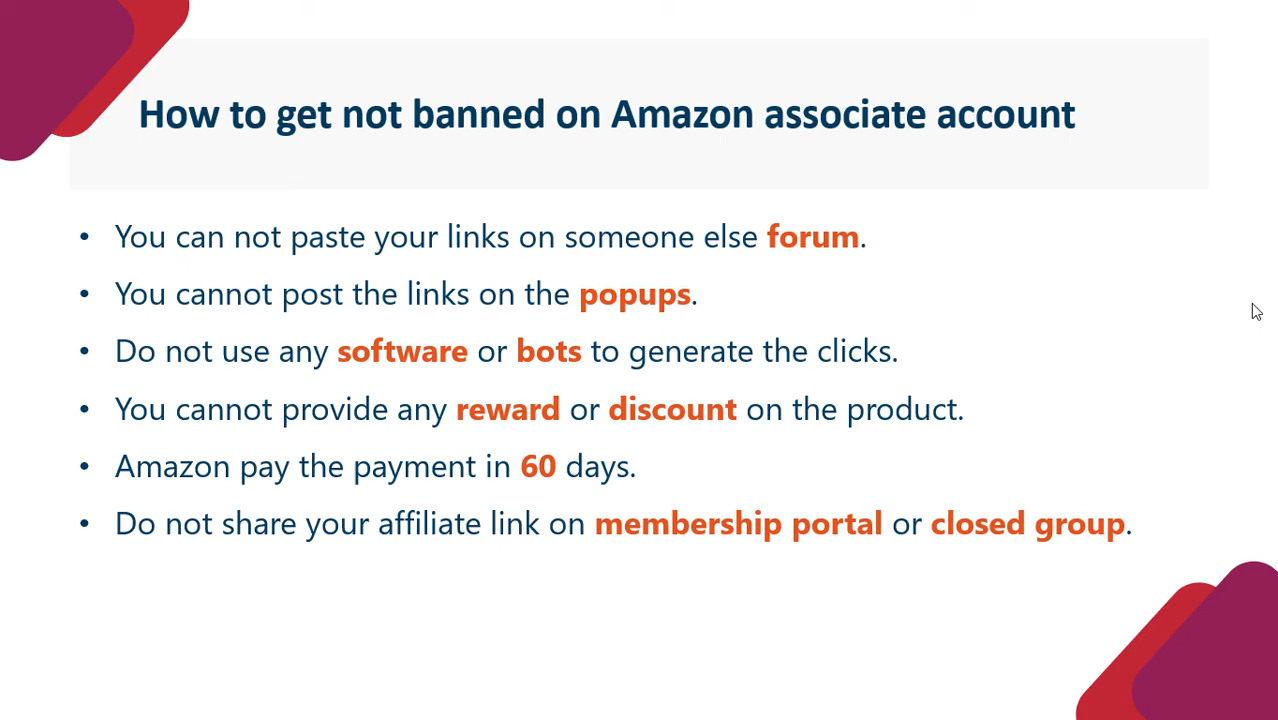 How to get not banned on Amazon associate account
• You can not paste your links on someone else forum.
• You cannot post the links on the popups.
• Do not use any software or bots to generate the clicks.
• You cannot provide any reward or discount on the product.
• Amazon pay the payment in 60 days.
• Do not share your affiliate link on membership portal or closed group.